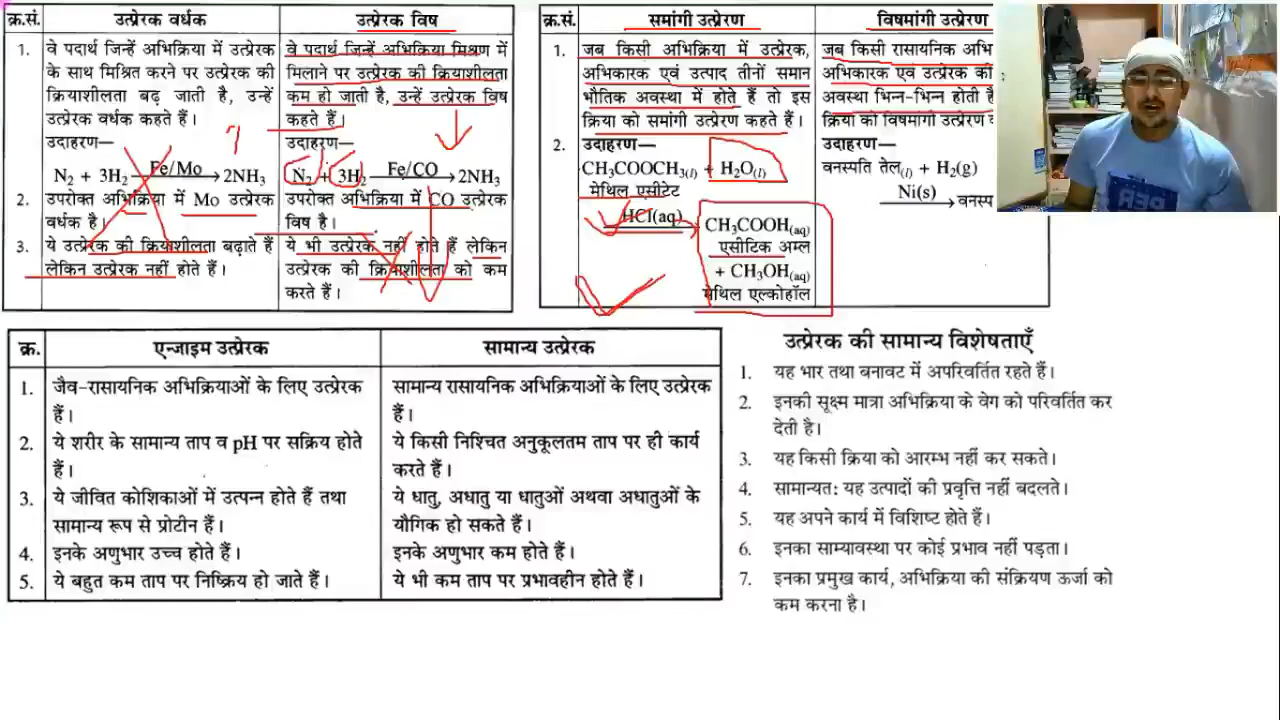 क्र.सं. उत्प्रेरक वर्धक उत्प्रेरक विष
1. वे पदार्थ जिन्हें अभिक्रिया में उत्प्रेरक
के साथ मिश्रित करने पर उत्प्रेरक की
क्रियाशीलता बढ़ जाती है, उन्हें
उत्प्रेरक वर्धक कहते हैं।
उदाहरण—
N₂ + 3H₂ Fe/Mo 2NH₃
2. उपरोक्त अभिक्रिया में Mo उत्प्रेरक
वर्धक है।
3. ये उत्प्रेरक की क्रियाशीलता बढ़ाते हैं
लेकिन उत्प्रेरक नहीं होते हैं।
वे पदार्थ जिन्हें अभिक्रिया मिश्रण में
मिलाने पर उत्प्रेरक की क्रियाशीलता
कम हो जाती है, उन्हें उत्प्रेरक विष
कहते हैं।
उदाहरण—
N₂ + 3H₂ Fe/CO 2NH₃
उपरोक्त अभिक्रिया में CO उत्प्रेरक
विष है।
ये भी उत्प्रेरक नहीं होते हैं लेकिन
उत्प्रेरक की क्रियाशीलता को कम
करते हैं।
क्र.सं. समांगी उत्प्रेरण विषमांगी उत्प्रेरण
1. जब किसी अभिक्रिया में उत्प्रेरक,
अभिकारक एवं उत्पाद तीनों समान
भौतिक अवस्था में होते हैं तो इस
क्रिया को समांगी उत्प्रेरण कहते हैं।
2. उदाहरण—
CH₃COOCH₃(l) + H₂O(l)
मेथिल एसीटेट
HCl(aq) CH₃COOH(aq)
एसीटिक अम्ल
+ CH₃OH(aq)
मेथिल एल्कोहॉल
जब किसी रासायनिक अभि
अभिकारक एवं उत्प्रेरक की
अवस्था भिन्न-भिन्न होती है
क्रिया को विषमांगी उत्प्रेरण
उदाहरण—
वनस्पति तेल(l) + H₂(g)
Ni(s) वनस्प
क्र. एन्जाइम उत्प्रेरक सामान्य उत्प्रेरक
1. जैव-रासायनिक अभिक्रियाओं के लिए उत्प्रेरक
हैं।
2. ये शरीर के सामान्य ताप व pH पर सक्रिय होते
हैं।
3. ये जीवित कोशिकाओं में उत्पन्न होते हैं तथा
सामान्य रूप से प्रोटीन हैं।
4. इनके अणुभार उच्च होते हैं।
5. ये बहुत कम ताप पर निष्क्रिय हो जाते हैं।
सामान्य रासायनिक अभिक्रियाओं के लिए उत्प्रेरक
हैं।
ये किसी निश्चित अनुकूलतम ताप पर ही कार्य
करते हैं।
ये धातु, अधातु या धातुओं अथवा अधातुओं के
यौगिक हो सकते हैं।
इनके अणुभार कम होते हैं।
ये भी कम ताप पर प्रभावहीन होते हैं।
उत्प्रेरक की सामान्य विशेषताएँ
1. यह भार तथा बनावट में अपरिवर्तित रहते हैं।
2. इनकी सूक्ष्म मात्रा अभिक्रिया के वेग को परिवर्तित कर
देती है।
3. यह किसी क्रिया को आरम्भ नहीं कर सकते।
4. सामान्यत: यह उत्पादों की प्रवृत्ति नहीं बदलते।
5. यह अपने कार्य में विशिष्ट होते हैं।
6. इनका साम्यावस्था पर कोई प्रभाव नहीं पड़ता।
7. इनका प्रमुख कार्य, अभिक्रिया की संक्रियण ऊर्जा को
कम करना है।